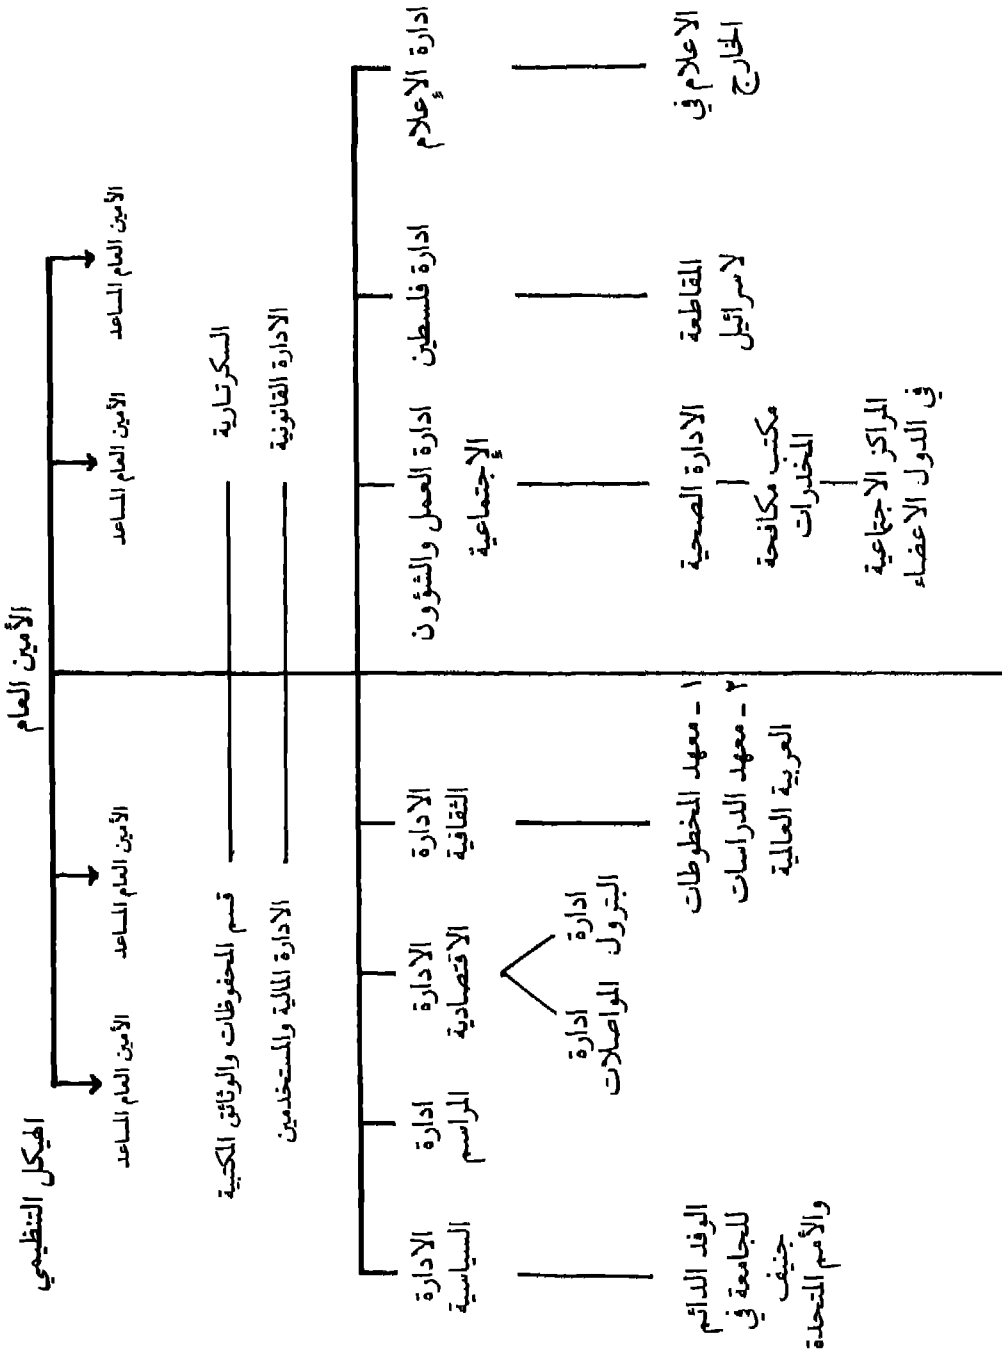 الهيكل التنظيمي
الأمين العام
الأمين العام المساعد
الأمين العام المساعد
الأمين العام المساعد
الأمين العام المساعد
السكرتارية
قسم المحفوظات والوثائق المكتبية
الادارة القانونية
الادارة المالية والمستخدمين
ادارة الإعلام
ادارة فلسطين
ادارة العمل والشؤون
الإجتماعية
الادارة
الثقافية
الادارة
الاقتصادية
ادارة
المراسم
الادارة
السياسية
ادارة
البترول
ادارة
المواصلات
الاعلام في
الخارج
المقاطعة
لاسرائيل
الادارة الصحية
مكتب مكافحة
المخدرات
المراكز الاجتماعية
في الدول الاعضاء
١ - معهد المخطوطات
٢ - معهد الدراسات
العربية العالية
الوفد الدائم
للجامعة في
جنيف
والأمم المتحدة